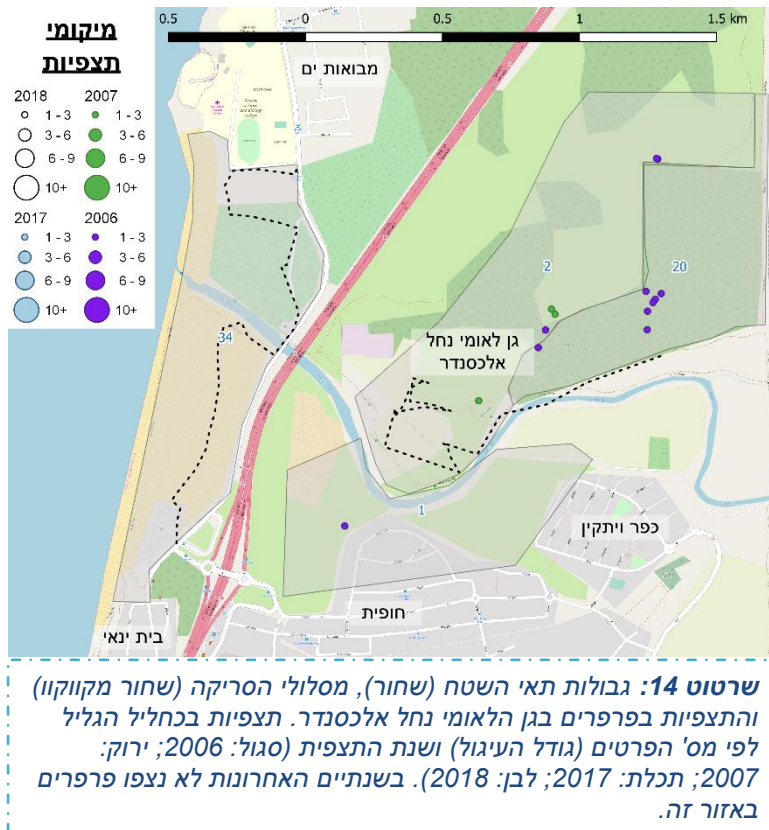 0.5 0 0.5 1 1.5 km
מיקומי
תצפיות
2018 2007
1 - 3 1 - 3
3 - 6 3 - 6
6 - 9 6 - 9
10+ 10+
2017 2006
1 - 3 1 - 3
3 - 6 3 - 6
6 - 9 6 - 9
10+ 10+
מבואות ים
2
20
34
גן לאומי נחל
אלכסנדר
1
כפר ויתקין
חופית
בית ינאי
שרטוט 14: גבולות תאי השטח (שחור), מסלולי הסריקה (שחור מקווקוו)
והתצפיות בפרפרים בגן הלאומי נחל אלכסנדר. תצפיות בכחליל הגליל
לפי מס' הפרטים (גודל העיגול) ושנת התצפית (סגול: 2006; ירוק:
2007; תכלת: 2017; לבן: 2018). בשנתיים האחרונות לא נצפו פרפרים
באזור זה.